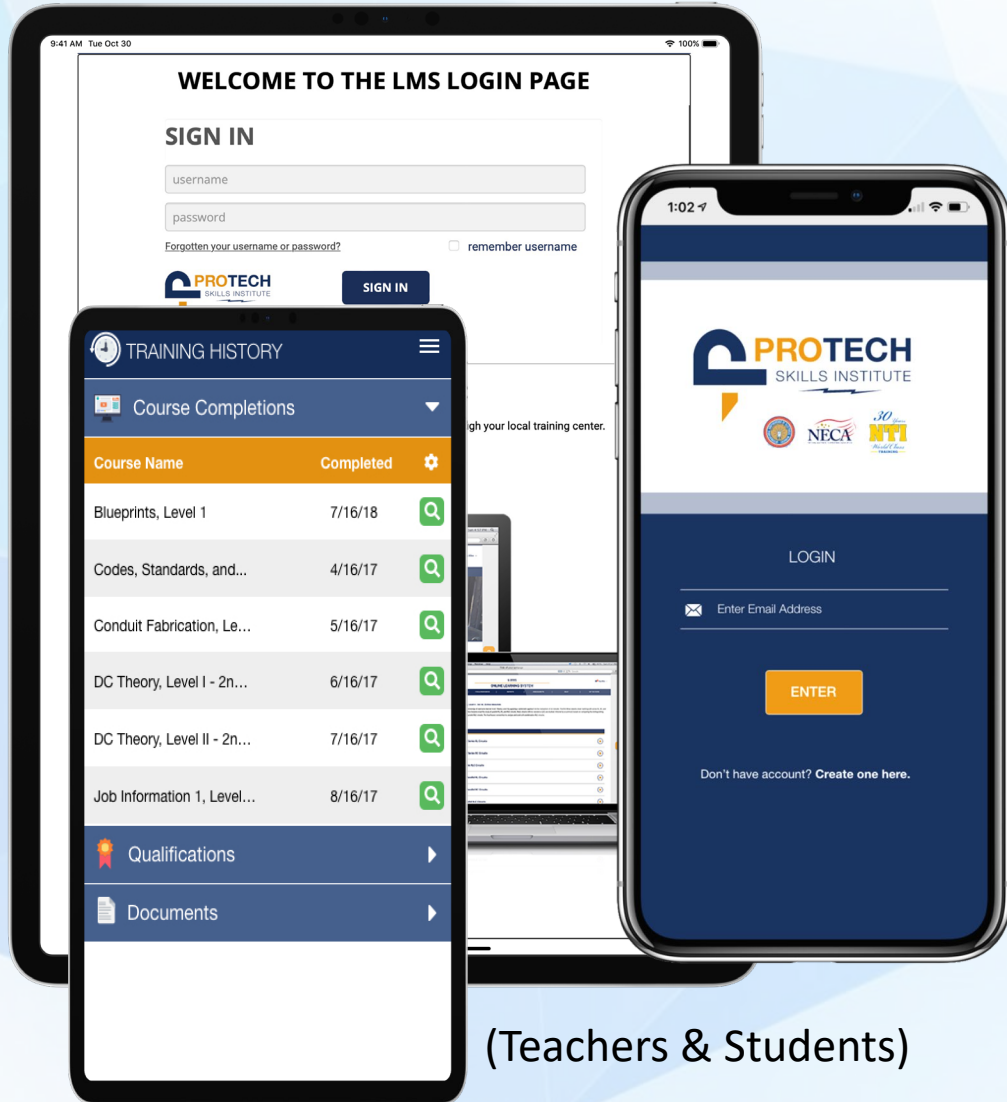 9:41 AM Tue Oct 30
100%
WELCOME TO THE LMS LOGIN PAGE
SIGN IN
username
password
Forgotten your username or password?
remember username
PROTECH
SKILLS INSTITUTE
SIGN IN
gh your local training center.
TRAINING HISTORY
Course Completions
Course Name Completed
Blueprints, Level 1 7/16/18
Codes, Standards, and... 4/16/17
Conduit Fabrication, Le... 5/16/17
DC Theory, Level I - 2n... 6/16/17
DC Theory, Level II - 2n... 7/16/17
Job Information 1, Level... 8/16/17
Qualifications
Documents
1:02
PROTECH
SKILLS INSTITUTE
NECA
30 Years
NTI
World Class
TRAINING
LOGIN
Enter Email Address
ENTER
Don't have account? Create one here.
(Teachers & Students)